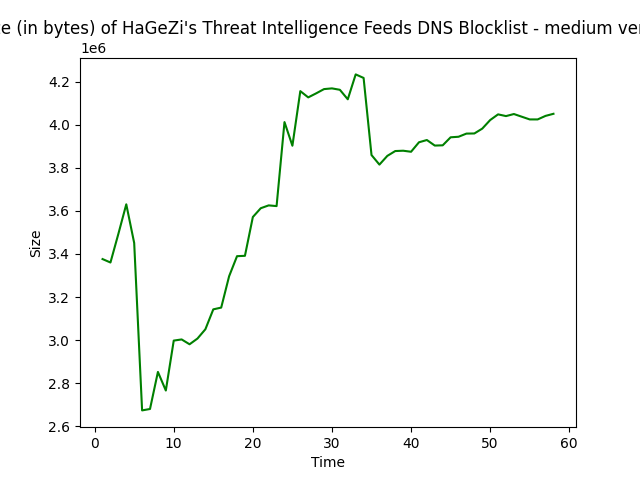 e (in bytes) of HaGeZi's Threat Intelligence Feeds DNS Blocklist - medium ver
1e6
4.2
4.0
3.8
3.6
3.4
3.2
3.0
2.8
2.6
Size
0 10 20 30 40 50 60
Time